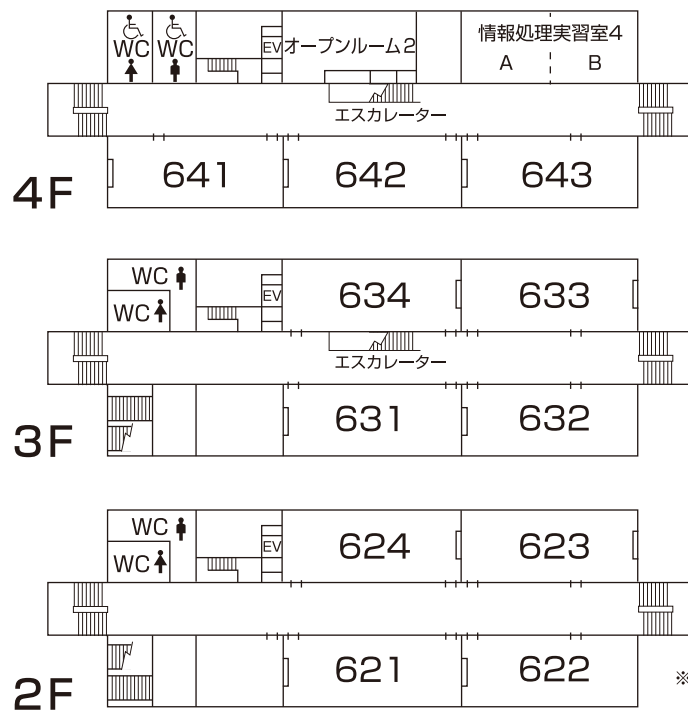 WC WC EV オープンルーム2 情報処理実習室4
A B
エスカレーター
4F 641 642 643
WC
WC EV 634 633
エスカレーター
3F 631 632
WC
WC EV 624 623
2F 621 622 ※